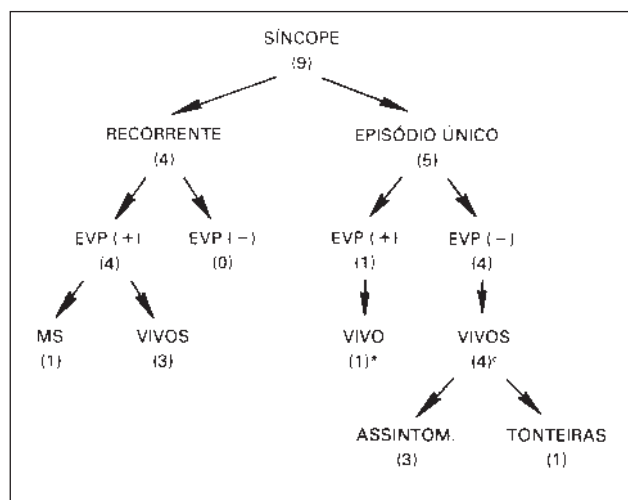 SÍNCOPE
(9)
RECORRENTE EPISÓDIO ÚNICO
(4) (5)
EVP (+) EVP (−) EVP (+) EVP (−)
(4) (0) (1) (4)
MS VIVOS VIVO VIVOS
(1) (3) (1)* (4)ᶜ
ASSINTOM. TONTEIRAS
(3) (1)